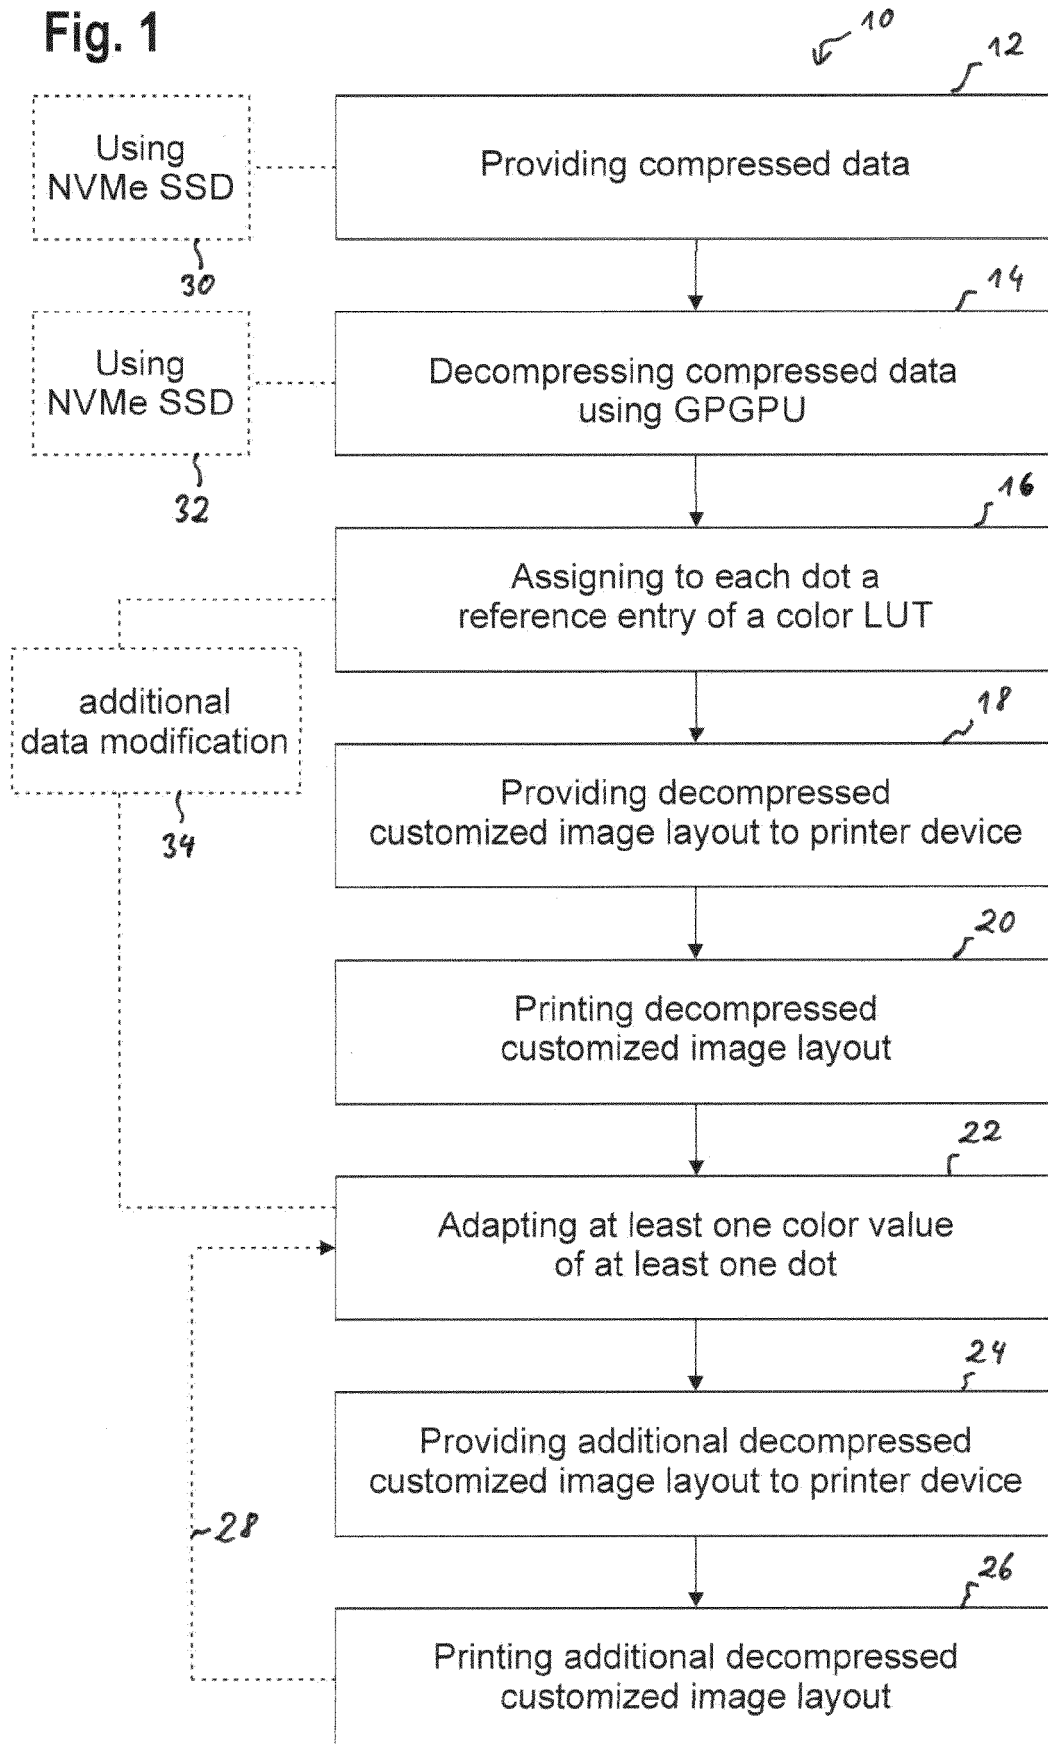 Fig. 1
10
12
Using
NVMe SSD
Providing compressed data
30
14
Using
NVMe SSD
Decompressing compressed data
using GPGPU
32
16
Assigning to each dot a
reference entry of a color LUT
additional
data modification
18
34
Providing decompressed
customized image layout to printer device
20
Printing decompressed
customized image layout
22
Adapting at least one color value
of at least one dot
24
Providing additional decompressed
customized image layout to printer device
28
26
Printing additional decompressed
customized image layout